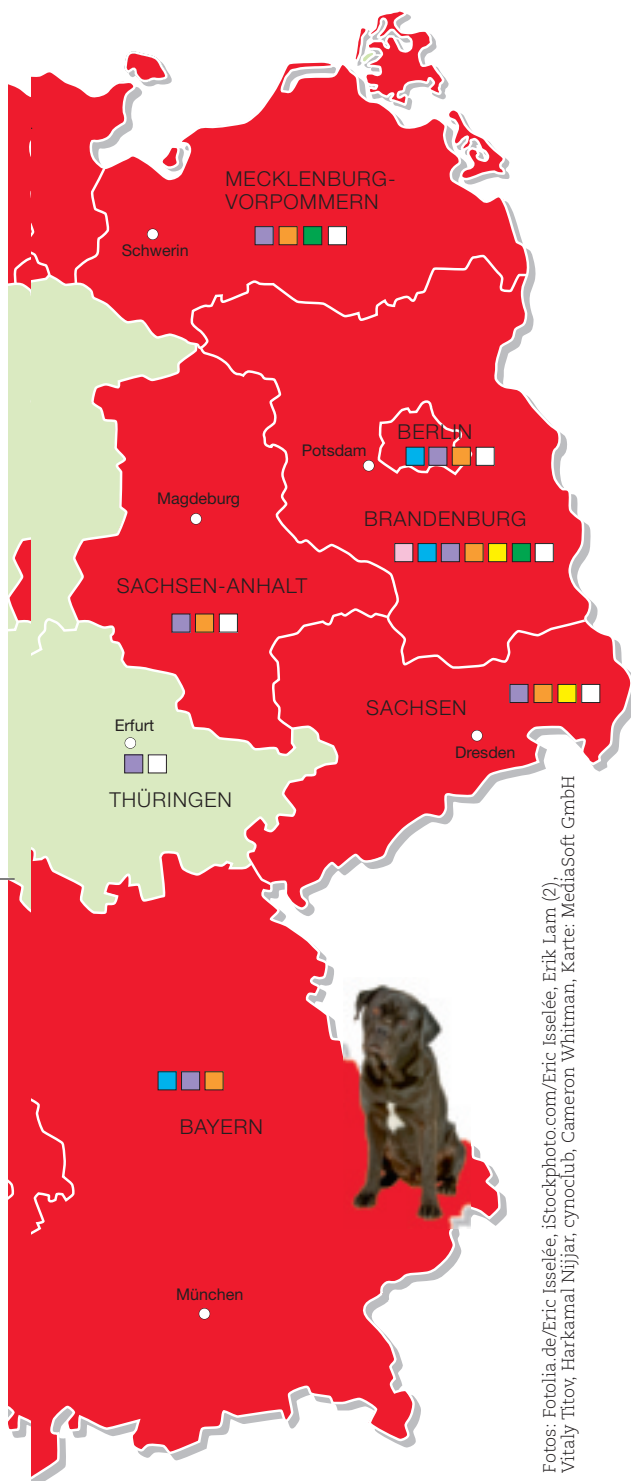 MECKLENBURG-
VORPOMMERN
Schwerin
BERLIN
Potsdam
Magdeburg
BRANDENBURG
SACHSEN-ANHALT
SACHSEN
Erfurt
Dresden
THÜRINGEN
BAYERN
München
Fotos: Fotolia.de/Eric Isselée, iStockphoto.com/Eric Isselée, Erik Lam (2),
Vitaly Titov, Harkamal Nijjar, cynoclub, Cameron Whitman, Karte: MediaSoft GmbH